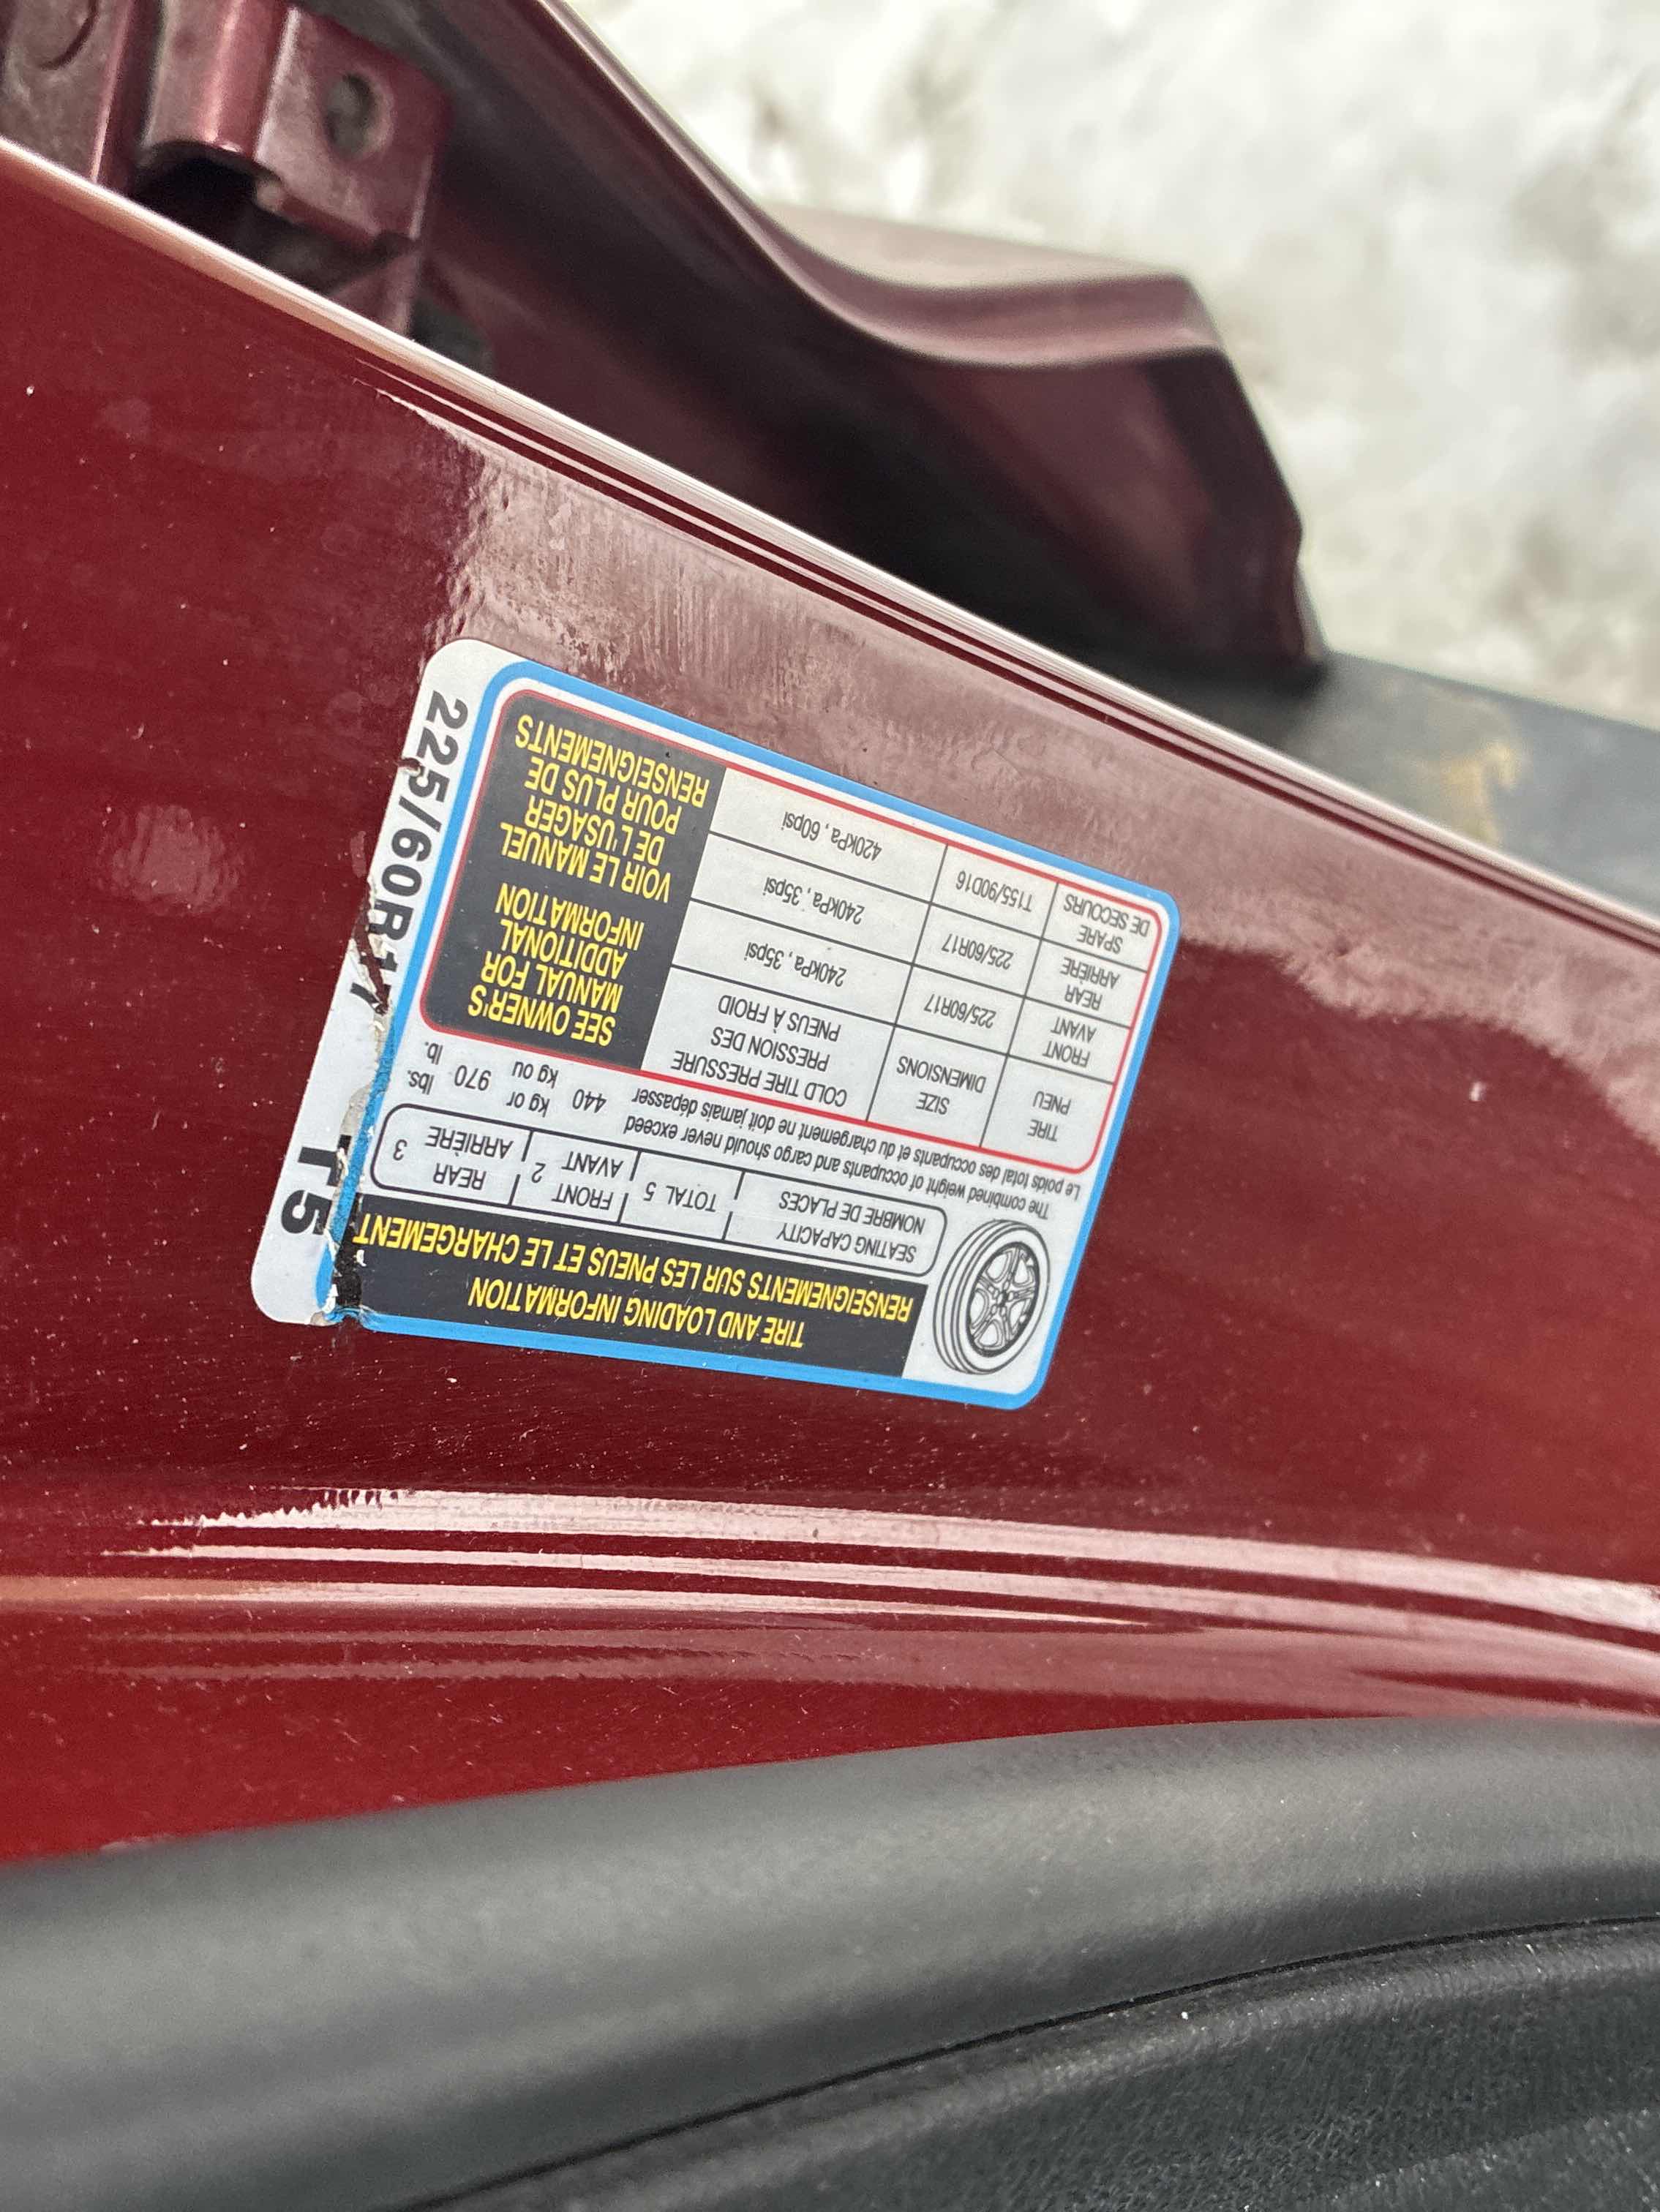 TIRE AND LOADING INFORMATION
RENSEIGNEMENTS SUR LES PNEUS ET LE CHARGEMENT
SEATING CAPACITY
NOMBRE DE PLACES
TOTAL 5
FRONT
AVANT
2
REAR
ARRIÈRE
3
The combined weight of occupants and cargo should never exceed
Le poids total des occupants et du chargement ne doit jamais dépasser
440 kg or kg ou 970 lbs. lb.
TIRE
PNEU
SIZE
DIMENSIONS
COLD TIRE PRESSURE
PRESSION DES
PNEUS À FROID
FRONT
AVANT
225/60R17
240kPa, 35psi
REAR
ARRIÈRE
225/60R17
240kPa, 35psi
SPARE
DE SECOURS
T155/90D16
420kPa, 60psi
SEE OWNER'S
MANUAL FOR
ADDITIONAL
INFORMATION
VOIR LE MANUEL
DE L'USAGER
POUR PLUS DE
RENSEIGNEMENTS
T5
225/60R17